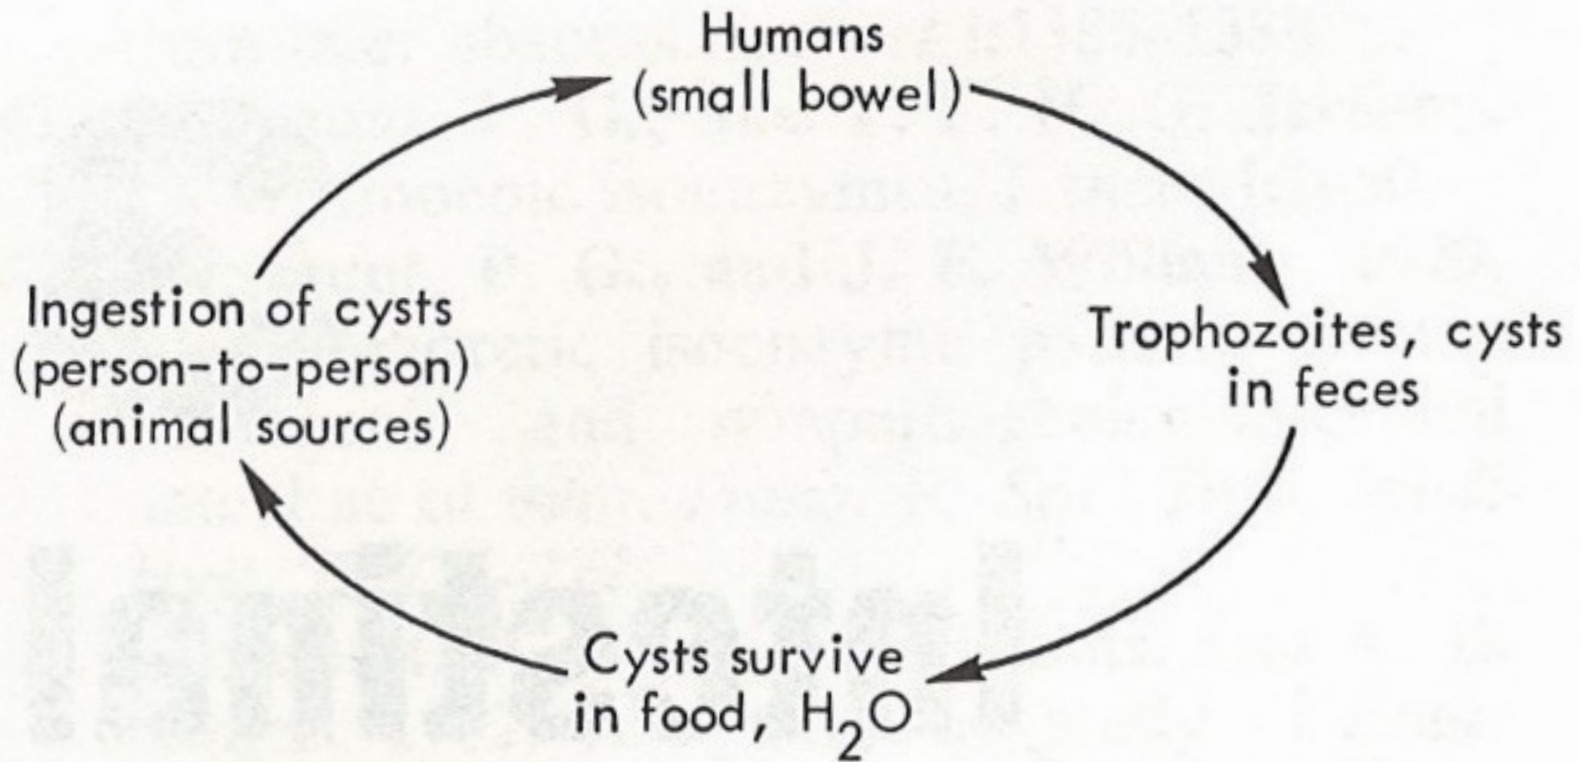 Humans
(small bowel)
Trophozoites, cysts
in feces
Cysts survive
in food, H₂O
Ingestion of cysts
(person-to-person)
(animal sources)